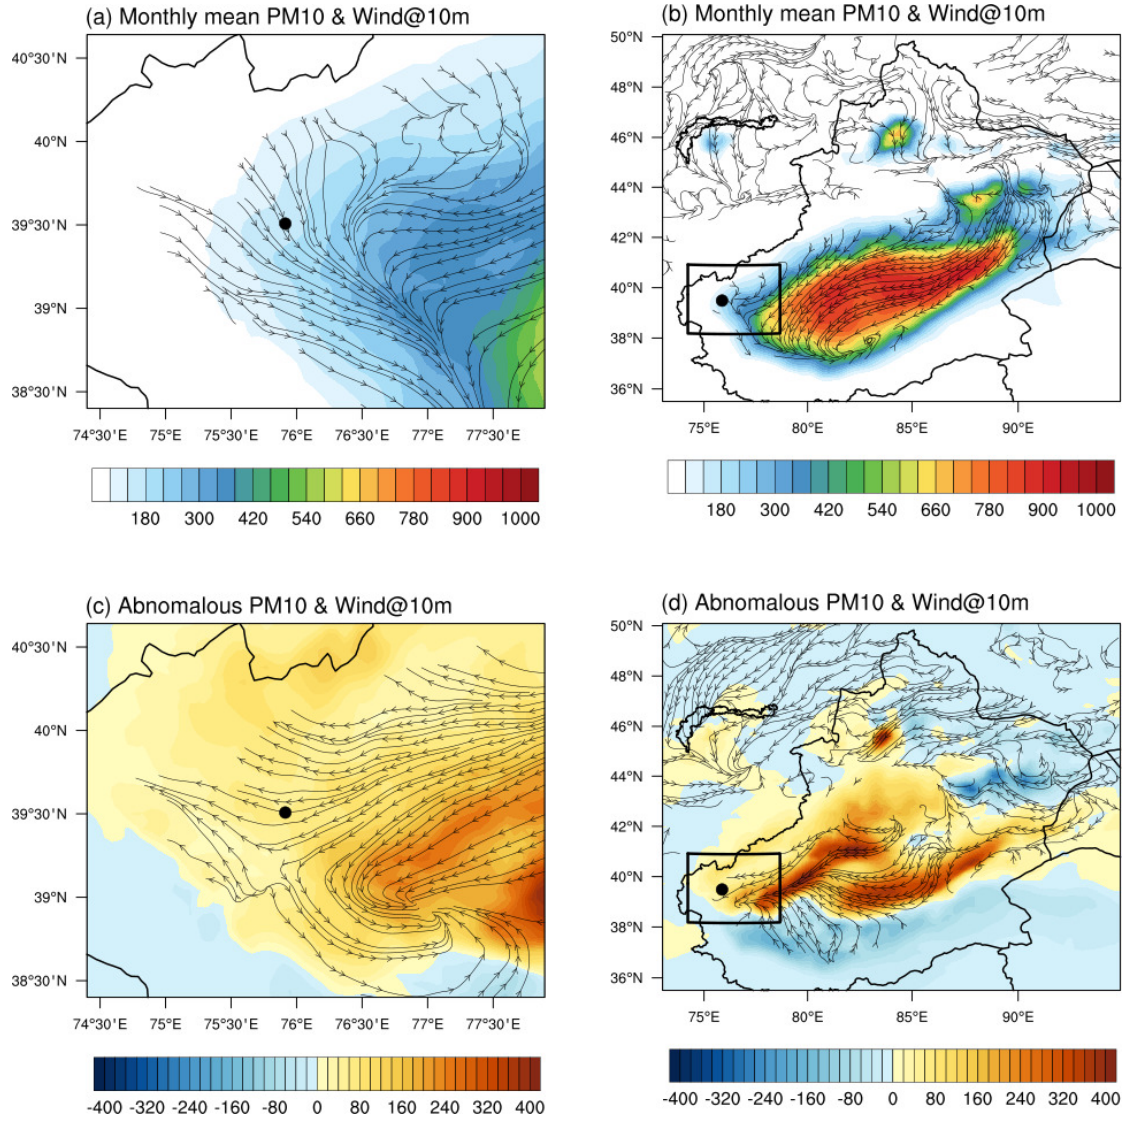 (a) Monthly mean PM10 & Wind@10m
40°30'N
40°N
39°30'N
39°N
38°30'N
74°30'E 75°E 75°30'E 76°E 76°30'E 77°E 77°30'E
180 300 420 540 660 780 900 1000
(b) Monthly mean PM10 & Wind@10m
50°N
48°N
46°N
44°N
42°N
40°N
38°N
36°N
75°E 80°E 85°E 90°E
180 300 420 540 660 780 900 1000
(c) Abnomalous PM10 & Wind@10m
40°30'N
40°N
39°30'N
39°N
38°30'N
74°30'E 75°E 75°30'E 76°E 76°30'E 77°E 77°30'E
-400 -320 -240 -160 -80 0 80 160 240 320 400
(d) Abnomalous PM10 & Wind@10m
50°N
48°N
46°N
44°N
42°N
40°N
38°N
36°N
75°E 80°E 85°E 90°E
-400 -320 -240 -160 -80 0 80 160 240 320 400